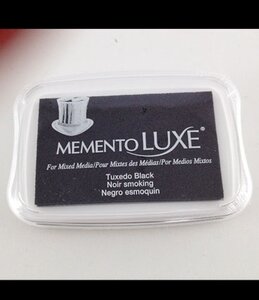 MEMENTO LUXE®
For Mixed Media/Pour Mixtes des Médias/Por Medios Mixtos
Tuxedo Black
Noir smoking
Negro esmoquin